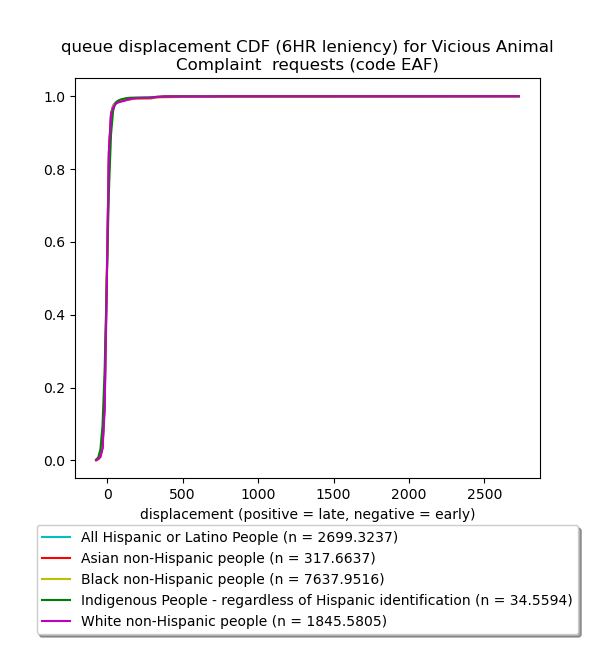 queue displacement CDF (6HR leniency) for Vicious Animal
Complaint  requests (code EAF)
1.0
0.8
0.6
0.4
0.2
0.0
0
500
1000
1500
2000
2500
displacement (positive = late, negative = early)
All Hispanic or Latino People (n = 2699.3237)
Asian non-Hispanic people (n = 317.6637)
Black non-Hispanic people (n = 7637.9516)
Indigenous People - regardless of Hispanic identification (n = 34.5594)
White non-Hispanic people (n = 1845.5805)